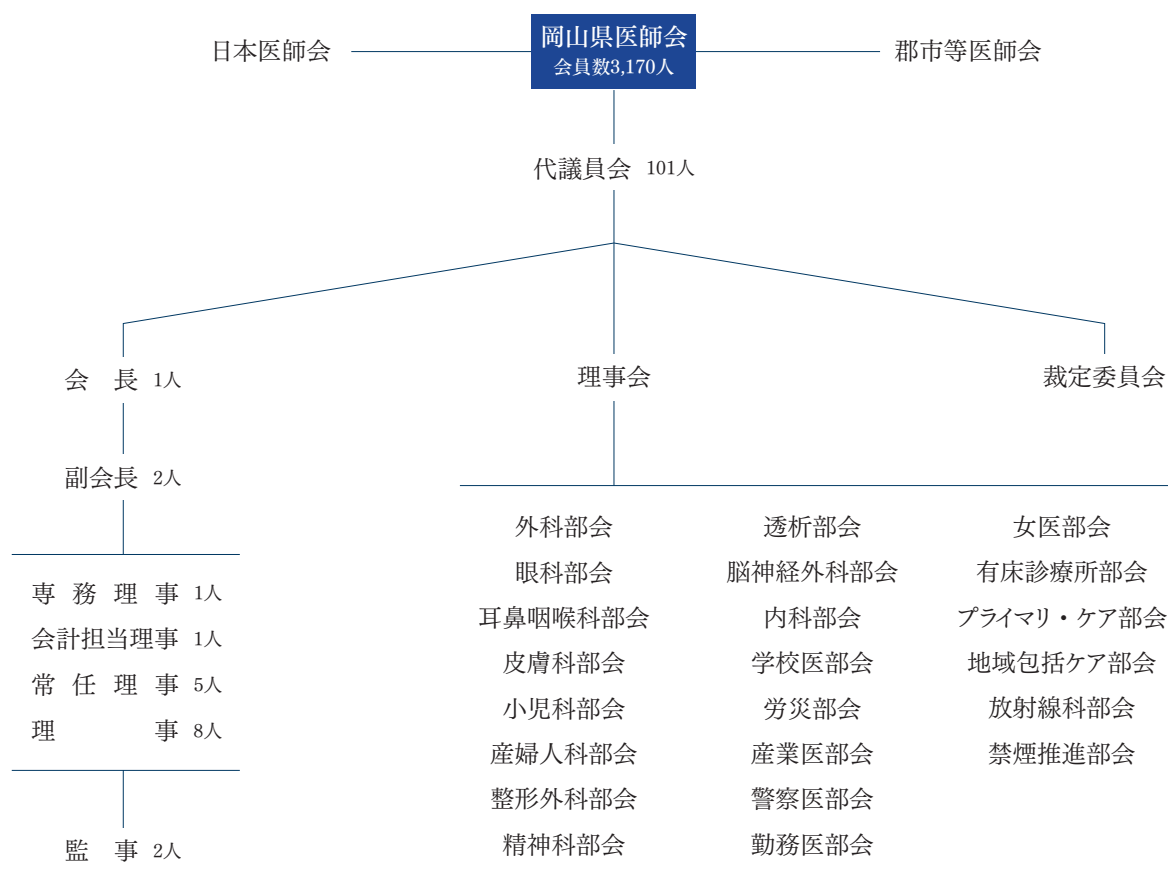 日本医師会
岡山県医師会
会員数3,170人
郡市等医師会
代議員会 101人
会長 1人
理事会
裁定委員会
副会長 2人
専務理事 1人
会計担当理事 1人
常任理事 5人
理事 8人
監事 2人
外科部会
眼科部会
耳鼻咽喉科部会
皮膚科部会
小児科部会
産婦人科部会
整形外科部会
精神科部会
透析部会
脳神経外科部会
内科部会
学校医部会
労災部会
産業医部会
警察医部会
勤務医部会
女医部会
有床診療所部会
プライマリ・ケア部会
地域包括ケア部会
放射線科部会
禁煙推進部会